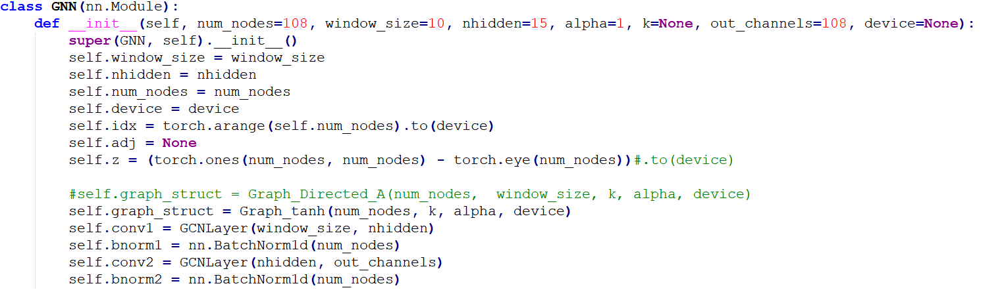 class GNN(nn.Module):
    def __init__(self, num_nodes=108, window_size=10, nhidden=15, alpha=1, k=None, out_channels=108, device=None):
        super(GNN, self).__init__()
        self.window_size = window_size
        self.nhidden = nhidden
        self.num_nodes = num_nodes
        self.device = device
        self.idx = torch.arange(self.num_nodes).to(device)
        self.adj = None
        self.z = (torch.ones(num_nodes, num_nodes) - torch.eye(num_nodes))#.to(device)

        #self.graph_struct = Graph_Directed_A(num_nodes,  window_size, k, alpha, device)
        self.graph_struct = Graph_tanh(num_nodes, k, alpha, device)
        self.conv1 = GCNLayer(window_size, nhidden)
        self.bnorm1 = nn.BatchNorm1d(num_nodes)
        self.conv2 = GCNLayer(nhidden, out_channels)
        self.bnorm2 = nn.BatchNorm1d(num_nodes)